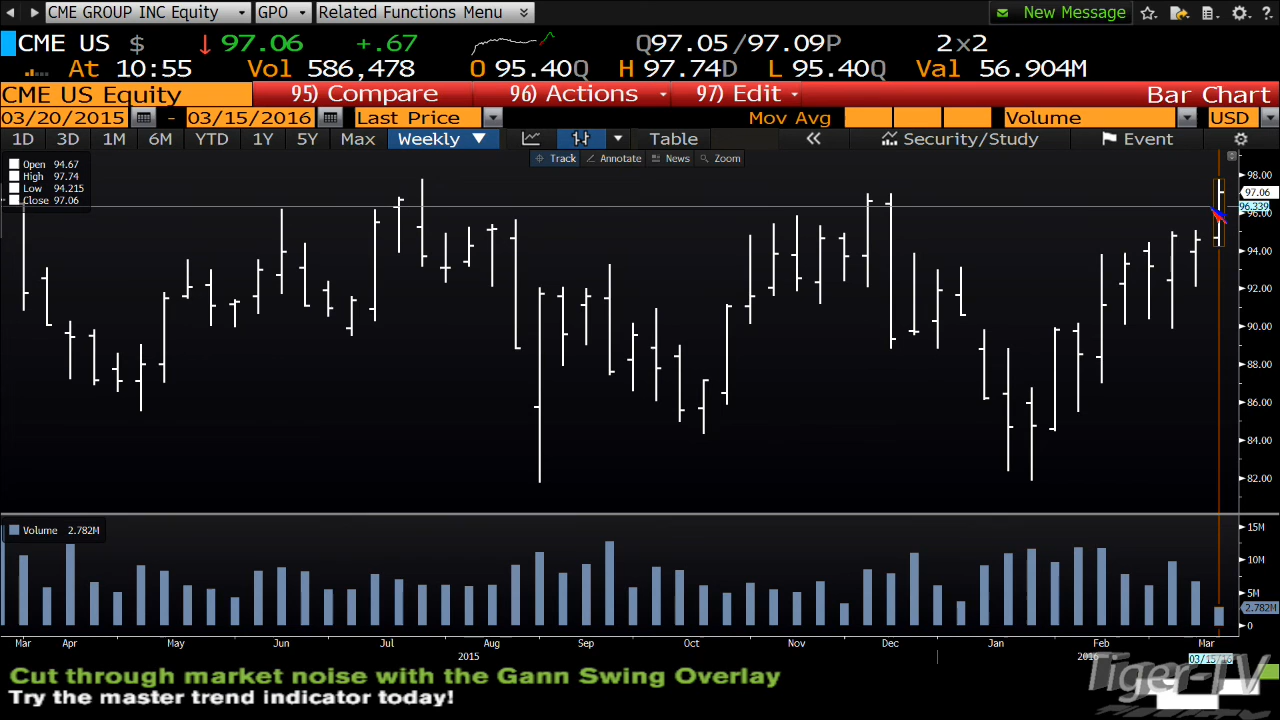 CME GROUP INC Equity GPO Related Functions Menu New Message
CME US $ 97.06 +.67 Q97.05/97.09P 2x2
At 10:55 Vol 586,478 O 95.40Q H 97.74D L 95.40Q Val 56.904M
CME US Equity 95) Compare 96) Actions 97) Edit Bar Chart
03/20/2015 - 03/15/2016 Last Price Mov Avg Volume USD
1D 3D 1M 6M YTD 1Y 5Y Max Weekly Table Security/Study Event
Track Annotate News Zoom
Open 94.67
High 97.74
Low 94.215
Close 97.06
98.00
97.06
96.339
96.00
94.00
92.00
90.00
88.00
86.00
84.00
82.00
Volume 2.782M
15M
10M
5M
2.782M
0
Mar Apr May Jun Jul Aug Sep Oct Nov Dec Jan Feb Mar
2015 2016 03/15/16
Cut through market noise with the Gann Swing Overlay
Try the master trend indicator today!
Tiger-TV